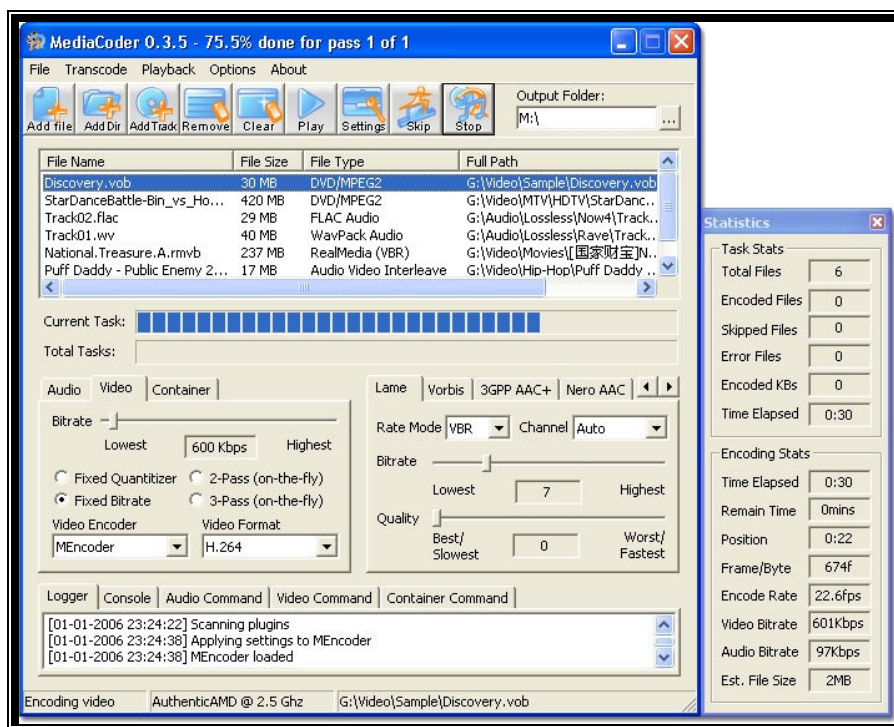 MediaCoder 0.3.5 - 75.5% done for pass 1 of 1
File Transcode Playback Options About
Add file Add Dir Add Track Remove Clear Play Settings Skip Stop
Output Folder:
M:\ ...
File Name File Size File Type Full Path
Discovery.vob 30 MB DVD/MPEG2 G:\Video\Sample\Discovery.vob
StarDanceBattle-Bin_vs_Ho... 420 MB DVD/MPEG2 G:\Video\MTV\HDTV\StarDanc...
Track02.flac 29 MB FLAC Audio G:\Audio\Lossless\Now4\Track...
Track01.wv 40 MB WavPack Audio G:\Audio\Lossless\Rave\Track...
National.Treasure.A.rmvb 237 MB RealMedia (VBR) G:\Video\Movies\[国家财宝]N...
Puff Daddy - Public Enemy 2... 17 MB Audio Video Interleave G:\Video\Hip-Hop\Puff Daddy ...
Current Task:
Total Tasks:
Audio Video Container
Bitrate
Lowest 600 Kbps Highest
Fixed Quantitizer 2-Pass (on-the-fly)
Fixed Bitrate 3-Pass (on-the-fly)
Video Encoder Video Format
MEncoder H.264
Lame Vorbis 3GPP AAC+ Nero AAC
Rate Mode VBR Channel Auto
Bitrate
Lowest 7 Highest
Quality
Best/ Slowest 0 Worst/ Fastest
Logger Console Audio Command Video Command Container Command
[01-01-2006 23:24:22] Scanning plugins
[01-01-2006 23:24:38] Applying settings to MEncoder
[01-01-2006 23:24:38] MEncoder loaded
Encoding video AuthenticAMD @ 2.5 Ghz G:\Video\Sample\Discovery.vob
Statistics
Task Stats
Total Files 6
Encoded Files 0
Skipped Files 0
Error Files 0
Encoded KBs 0
Time Elapsed 0:30
Encoding Stats
Time Elapsed 0:30
Remain Time 0mins
Position 0:22
Frame/Byte 674f
Encode Rate 22.6fps
Video Bitrate 601Kbps
Audio Bitrate 97Kbps
Est. File Size 2MB